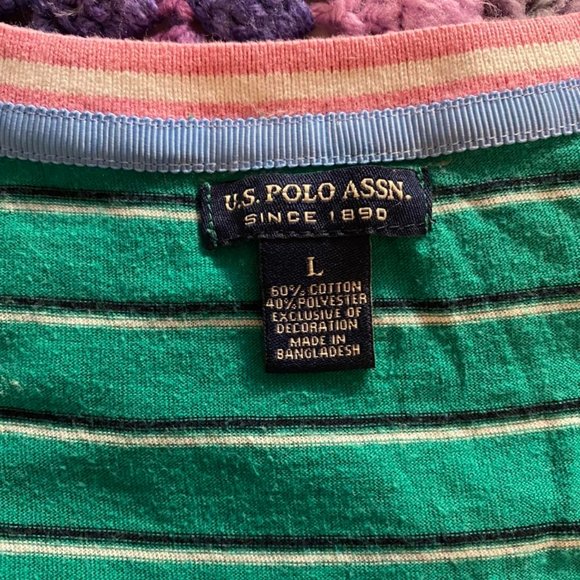 U.S. POLO ASSN.
SINCE 1890
L
60% COTTON
40% POLYESTER
EXCLUSIVE OF
DECORATION
MADE IN
BANGLADESH